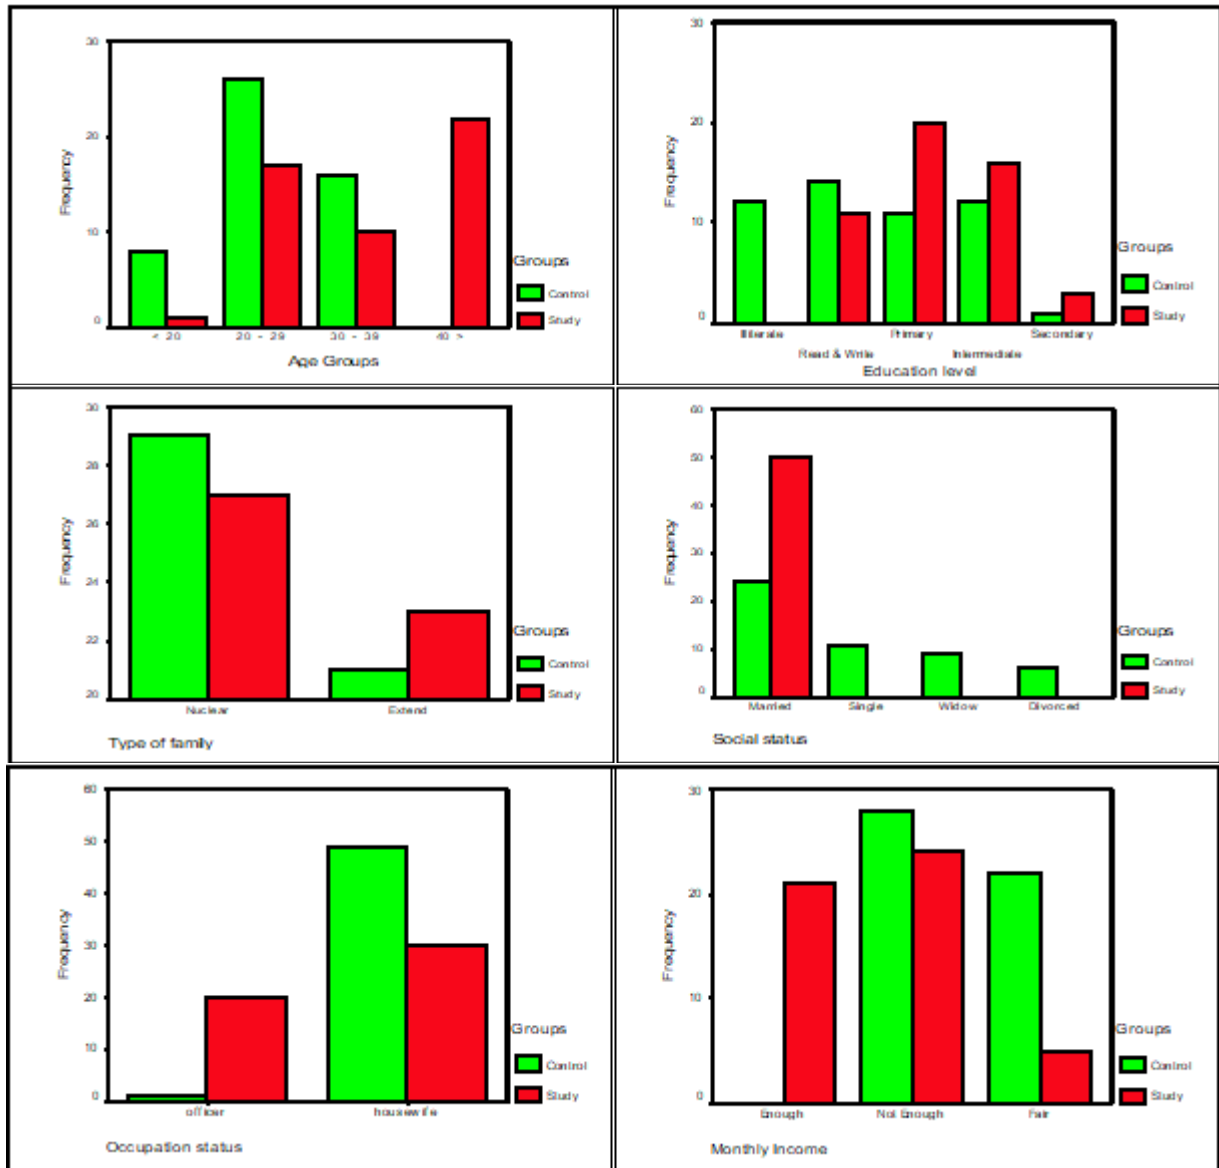 30
20
10
0
Frequency
< 20
20 - 29
30 - 39
40 >
Age Groups
Groups
Control
Study
30
20
10
0
Frequency
Illiterate
Primary
Secondary
Read & Write
Intermediate
Education level
Groups
Control
Study
30
28
26
24
22
20
Frequency
Nuclear
Extend
Type of family
Groups
Control
Study
60
50
40
30
20
10
0
Frequency
Married
Single
Widow
Divorced
Social status
Groups
Control
Study
60
50
40
30
20
10
0
Frequency
officer
housewife
Occupation status
Groups
Control
Study
30
20
10
0
Frequency
Enough
Not Enough
Fair
Monthly Income
Groups
Control
Study